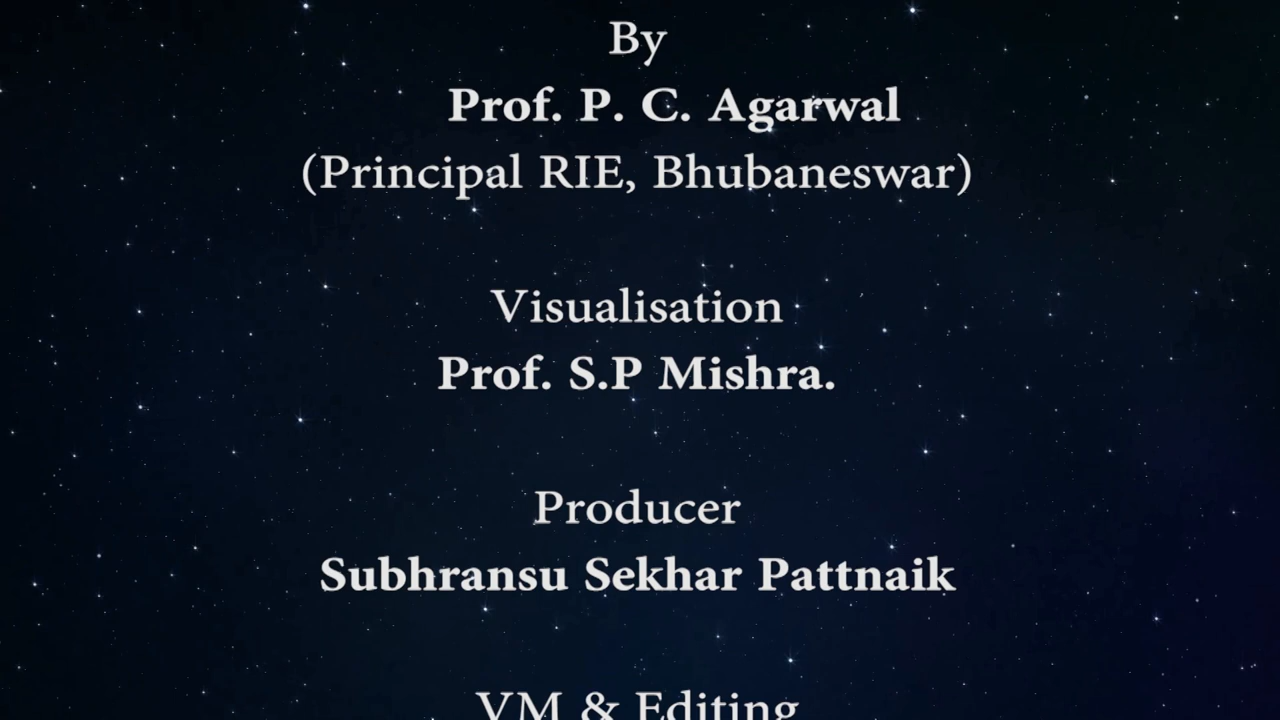 By
Prof. P. C. Agarwal
(Principal RIE, Bhubaneswar)
Visualisation
Prof. S.P Mishra.
Producer
Subhransu Sekhar Pattnaik
VM & Editing